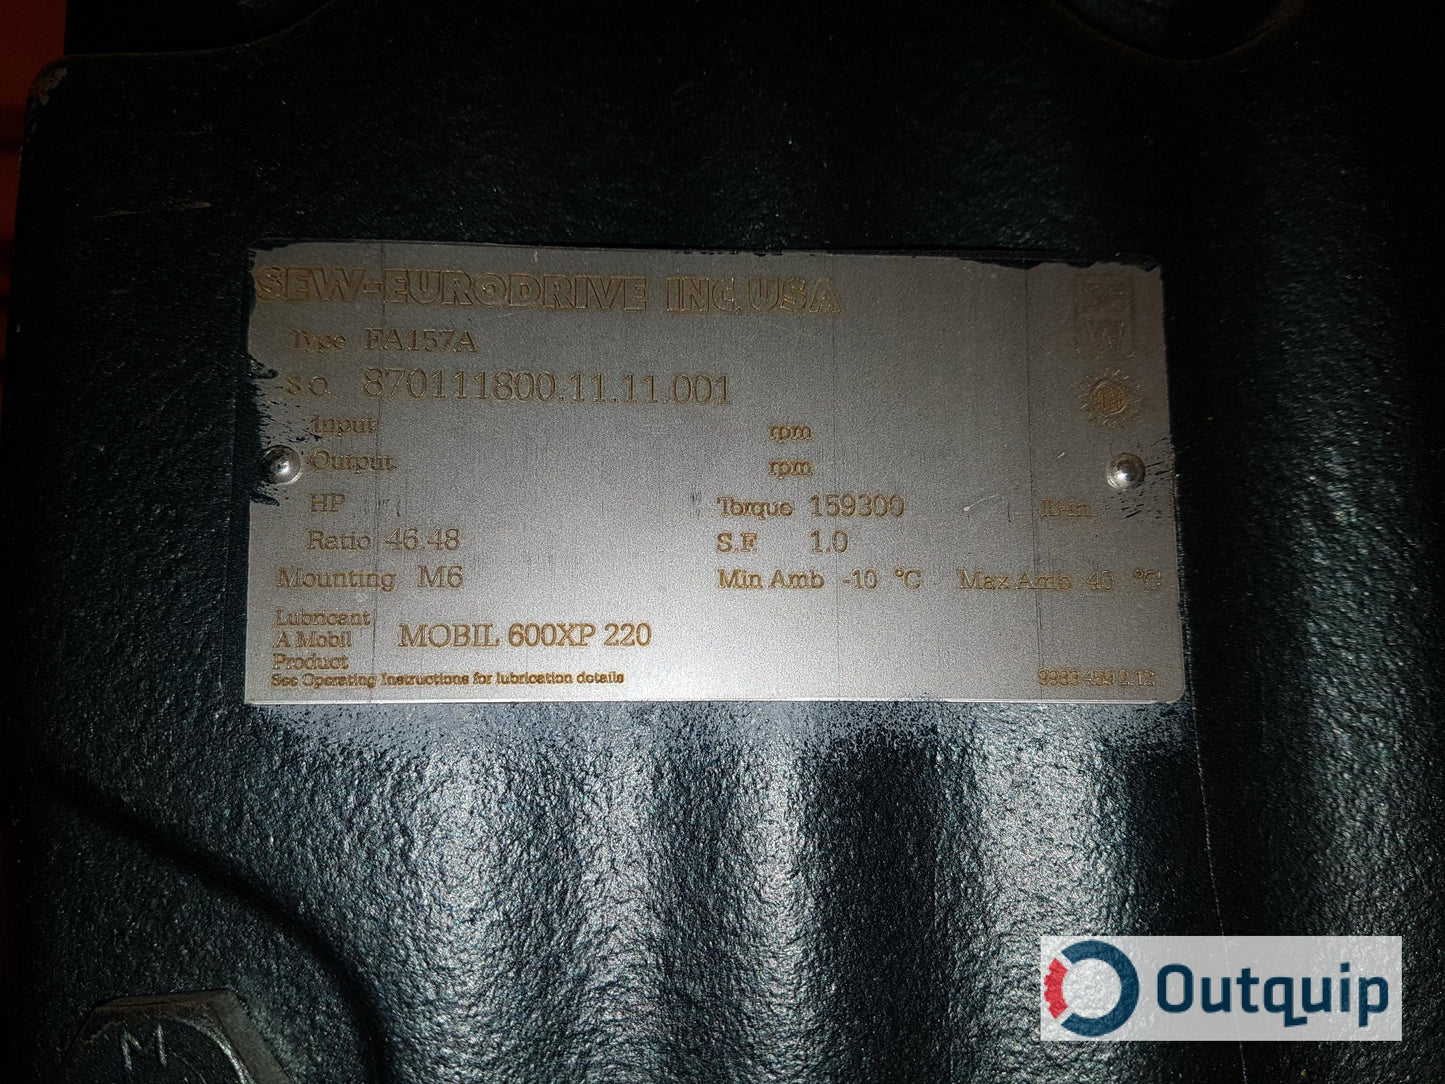 SEW-EURODRIVE INC. USA
Type FA157A
S.O. 870111800.11.11.001
Input rpm
Output rpm
HP Torque 159300 lb-in
Ratio 46.48 S.F. 1.0
Mounting M6 Min Amb -10 °C Max Amb 40 °C
Lubricant
A Mobil MOBIL 600XP 220
Product
See Operating Instructions for lubrication details
SEW
M
Outquip